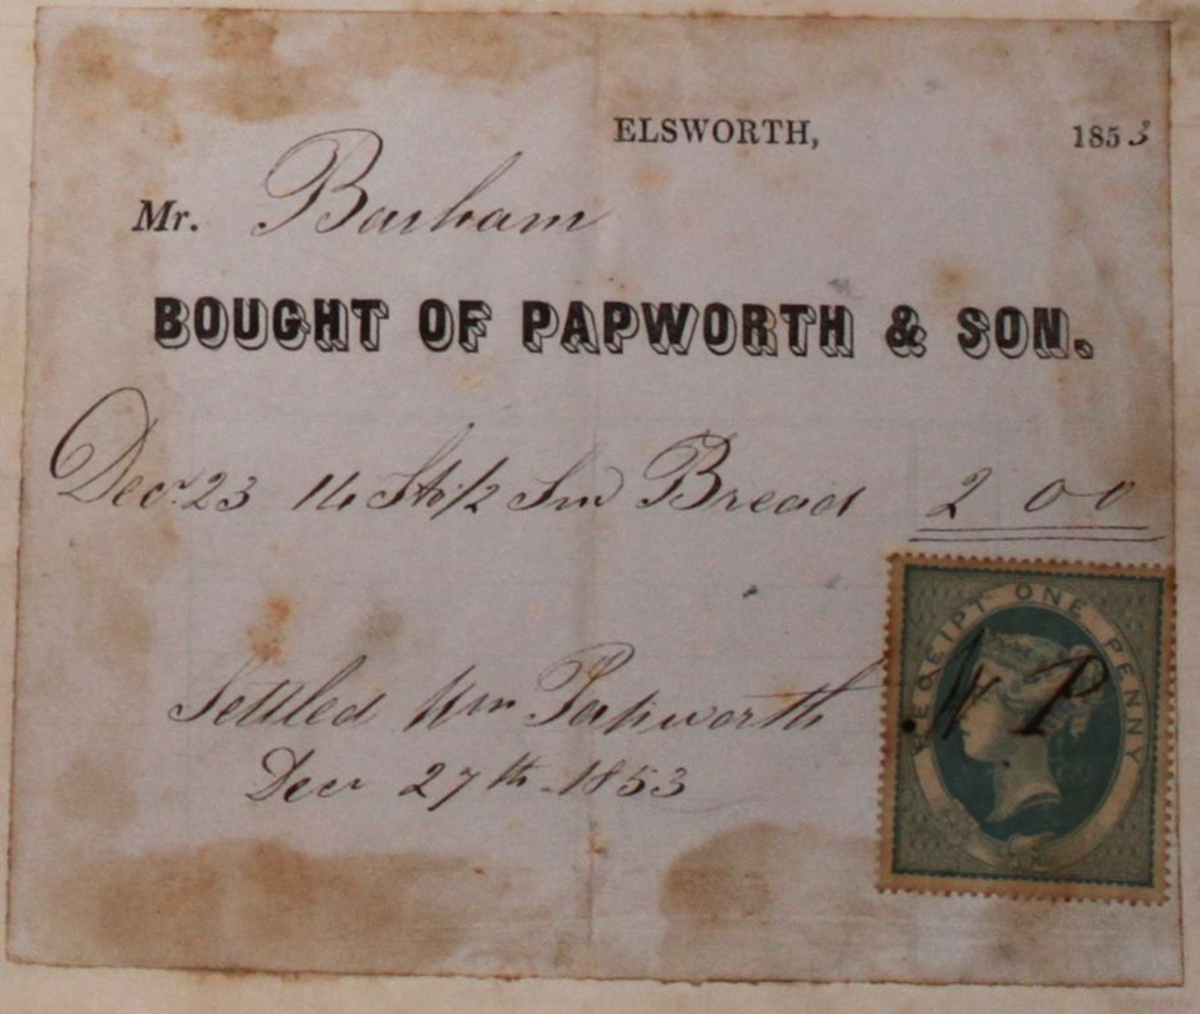 ELSWORTH, 1853
Mr. Barham
BOUGHT OF PAPWORTH & SON.
Decr 23 Bread 2 0 0
Settled Wm Papworth
Decr 27th 1853
RECEIPT ONE PENNY
W P